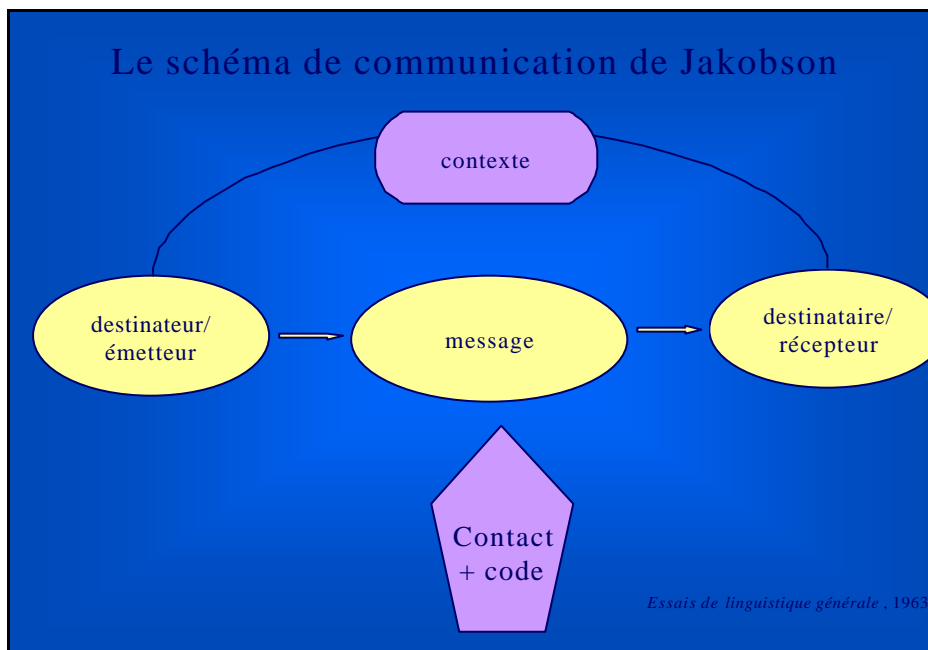 Le schéma de communication de Jakobson
contexte
destinateur/
émetteur
message
destinataire/
récepteur
Contact
+ code
Essais de linguistique générale , 1963